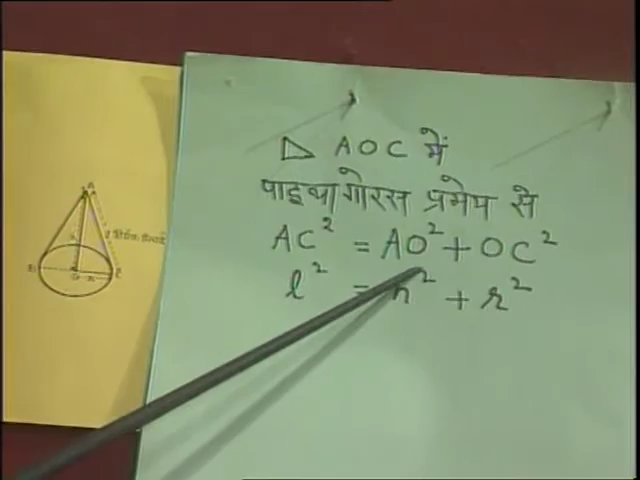 △ AOC में
पाइथागोरस प्रमेय से
AC² = AO² + OC²
l² = h² + r²
A
B
O